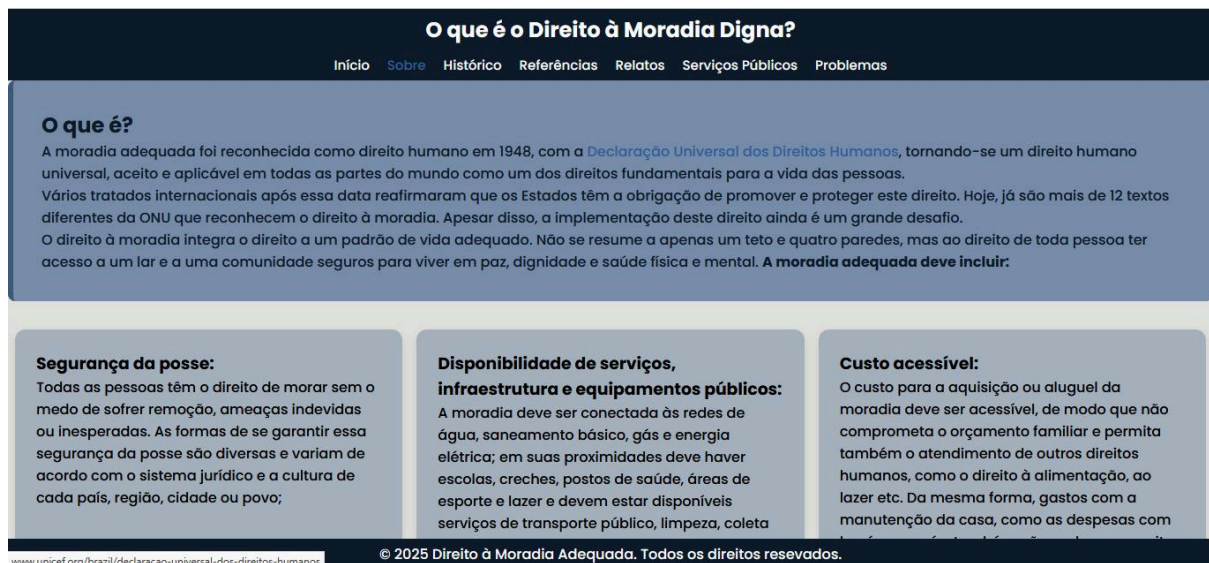 O que é o Direito à Moradia Digna?
Início Sobre Histórico Referências Relatos Serviços Públicos Problemas
O que é?
A moradia adequada foi reconhecida como direito humano em 1948, com a Declaração Universal dos Direitos Humanos, tornando-se um direito humano
universal, aceito e aplicável em todas as partes do mundo como um dos direitos fundamentais para a vida das pessoas.
Vários tratados internacionais após essa data reafirmaram que os Estados têm a obrigação de promover e proteger este direito. Hoje, já são mais de 12 textos
diferentes da ONU que reconhecem o direito à moradia. Apesar disso, a implementação deste direito ainda é um grande desafio.
O direito à moradia integra o direito a um padrão de vida adequado. Não se resume a apenas um teto e quatro paredes, mas ao direito de toda pessoa ter
acesso a um lar e a uma comunidade seguros para viver em paz, dignidade e saúde física e mental. A moradia adequada deve incluir:
Segurança da posse:
Todas as pessoas têm o direito de morar sem o
medo de sofrer remoção, ameaças indevidas
ou inesperadas. As formas de se garantir essa
segurança da posse são diversas e variam de
acordo com o sistema jurídico e a cultura de
cada país, região, cidade ou povo;
Disponibilidade de serviços,
infraestrutura e equipamentos públicos:
A moradia deve ser conectada às redes de
água, saneamento básico, gás e energia
elétrica; em suas proximidades deve haver
escolas, creches, postos de saúde, áreas de
esporte e lazer e devem estar disponíveis
serviços de transporte público, limpeza, coleta
Custo acessível:
O custo para a aquisição ou aluguel da
moradia deve ser acessível, de modo que não
comprometa o orçamento familiar e permita
também o atendimento de outros direitos
humanos, como o direito à alimentação, ao
lazer etc. Da mesma forma, gastos com a
manutenção da casa, como as despesas com
© 2025 Direito à Moradia Adequada. Todos os direitos resevados.
www.unicef.org/brazil/declaracao-universal-dos-direitos-humanos